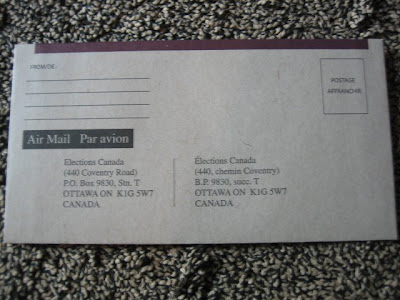 FROM/DE:
POSTAGE
AFFRANCHIR
Air Mail Par avion
Elections Canada
(440 Coventry Road)
P.O. Box 9830, Stn. T
OTTAWA ON K1G 5W7
CANADA
Élections Canada
(440, chemin Coventry)
B.P. 9830, succ. T
OTTAWA ON K1G 5W7
CANADA